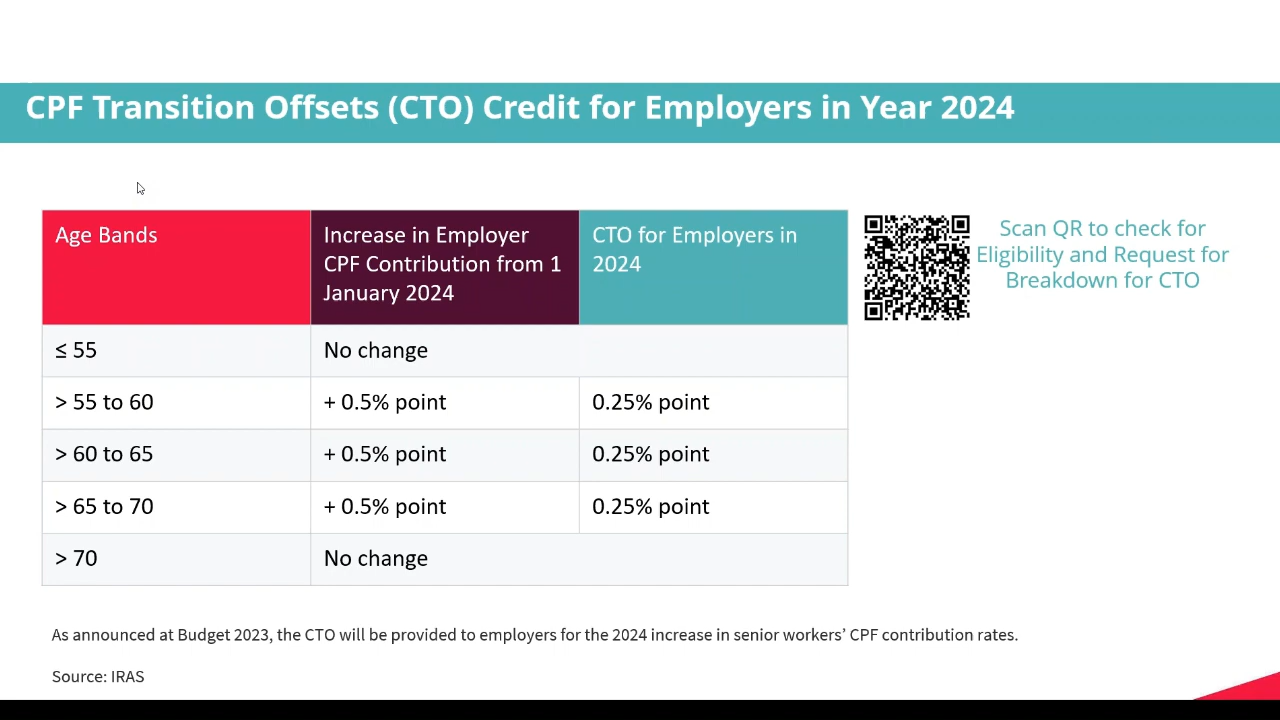 CPF Transition Offsets (CTO) Credit for Employers in Year 2024
Age Bands
Increase in Employer
CPF Contribution from 1
January 2024
CTO for Employers in
2024
≤ 55
No change
> 55 to 60
+ 0.5% point
0.25% point
> 60 to 65
+ 0.5% point
0.25% point
> 65 to 70
+ 0.5% point
0.25% point
> 70
No change
Scan QR to check for
Eligibility and Request for
Breakdown for CTO
As announced at Budget 2023, the CTO will be provided to employers for the 2024 increase in senior workers’ CPF contribution rates.
Source: IRAS